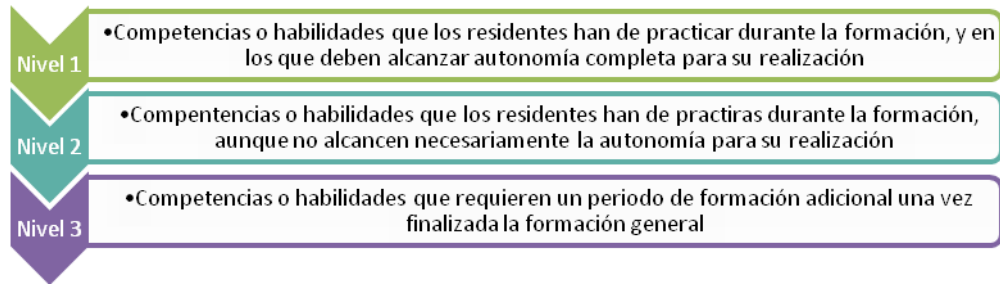 Nivel 1
•Competencias o habilidades que los residentes han de practicar durante la formación, y en
los que deben alcanzar autonomía completa para su realización
Nivel 2
•Compentencias o habilidades que los residentes han de practiras durante la formación,
aunque no alcancen necesariamente la autonomía para su realización
Nivel 3
•Competencias o habilidades que requieren un periodo de formación adicional una vez
finalizada la formación general